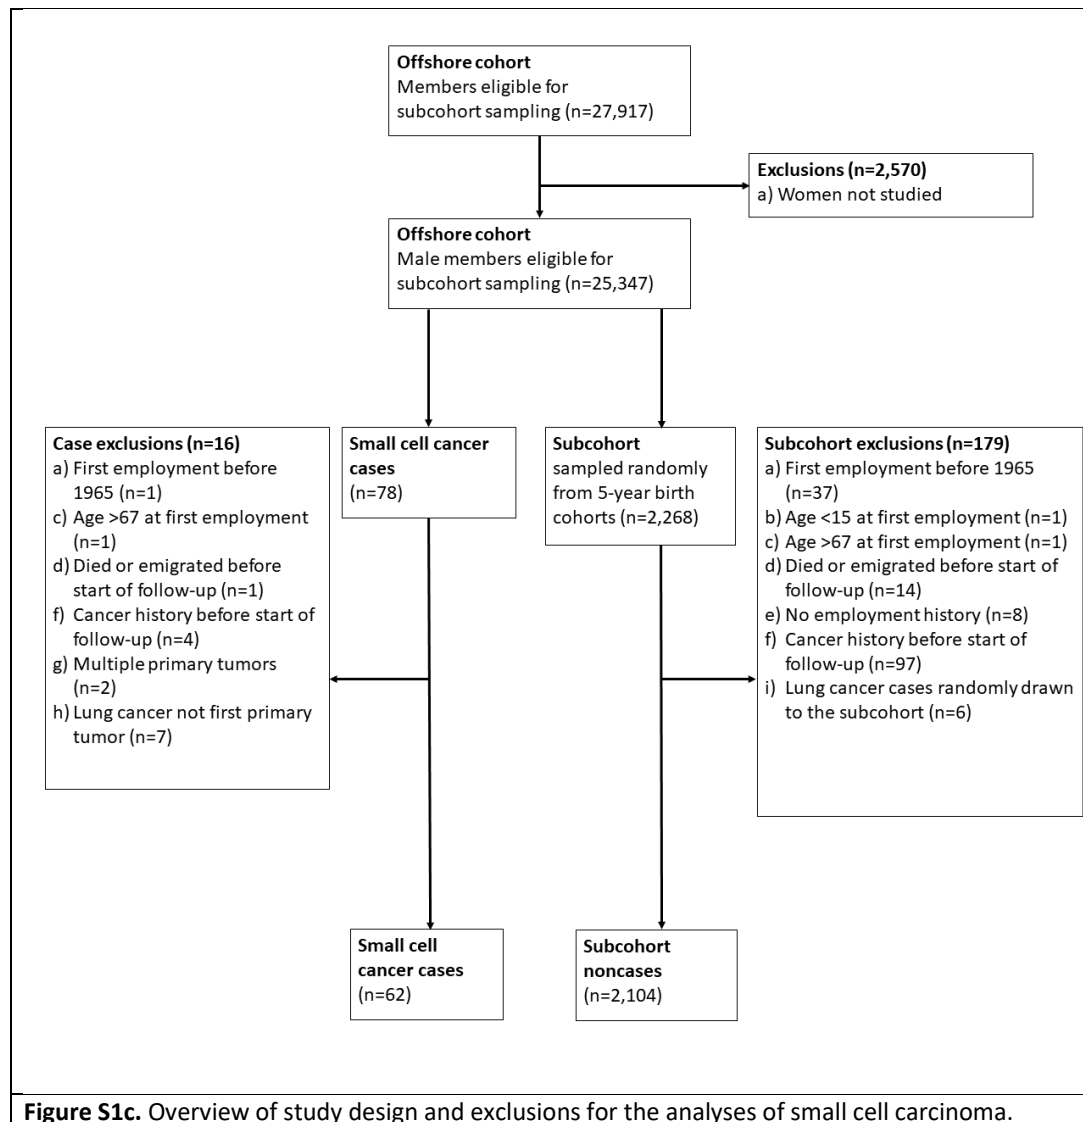 Offshore cohort
Members eligible for
subcohort sampling (n=27,917)
Exclusions (n=2,570)
a) Women not studied
Offshore cohort
Male members eligible for
subcohort sampling (n=25,347)
Case exclusions (n=16)
a) First employment before
1965 (n=1)
c) Age >67 at first employment
(n=1)
d) Died or emigrated before
start of follow-up (n=1)
f) Cancer history before start of
follow-up (n=4)
g) Multiple primary tumors
(n=2)
h) Lung cancer not first primary
tumor (n=7)
Small cell cancer
cases
(n=78)
Subcohort
sampled randomly
from 5-year birth
cohorts (n=2,268)
Subcohort exclusions (n=179)
a) First employment before 1965
(n=37)
b) Age <15 at first employment (n=1)
c) Age >67 at first employment (n=1)
d) Died or emigrated before start of
follow-up (n=14)
e) No employment history (n=8)
f) Cancer history before start of
follow-up (n=97)
i) Lung cancer cases randomly drawn
to the subcohort (n=6)
Small cell
cancer cases
(n=62)
Subcohort
noncases
(n=2,104)
Figure S1c. Overview of study design and exclusions for the analyses of small cell carcinoma.